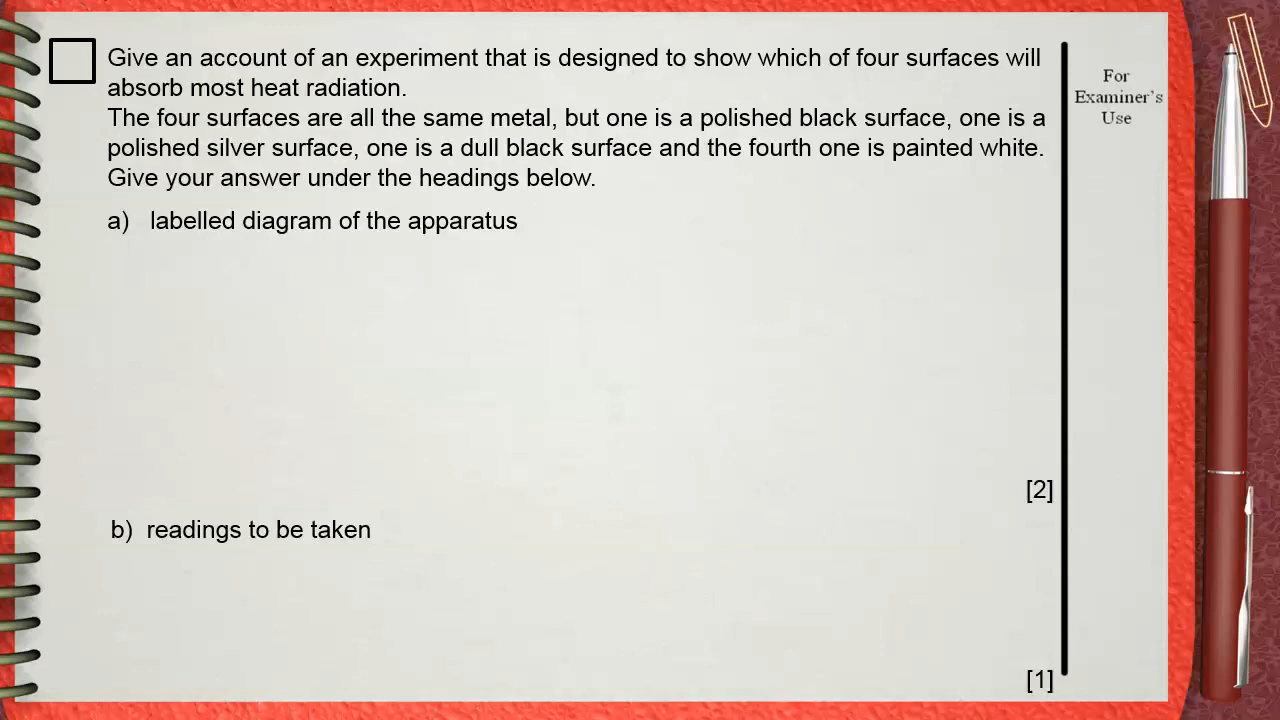 Give an account of an experiment that is designed to show which of four surfaces will
absorb most heat radiation.
The four surfaces are all the same metal, but one is a polished black surface, one is a
polished silver surface, one is a dull black surface and the fourth one is painted white.
Give your answer under the headings below.
a) labelled diagram of the apparatus
[2]
b) readings to be taken
[1]
For
Examiner's
Use